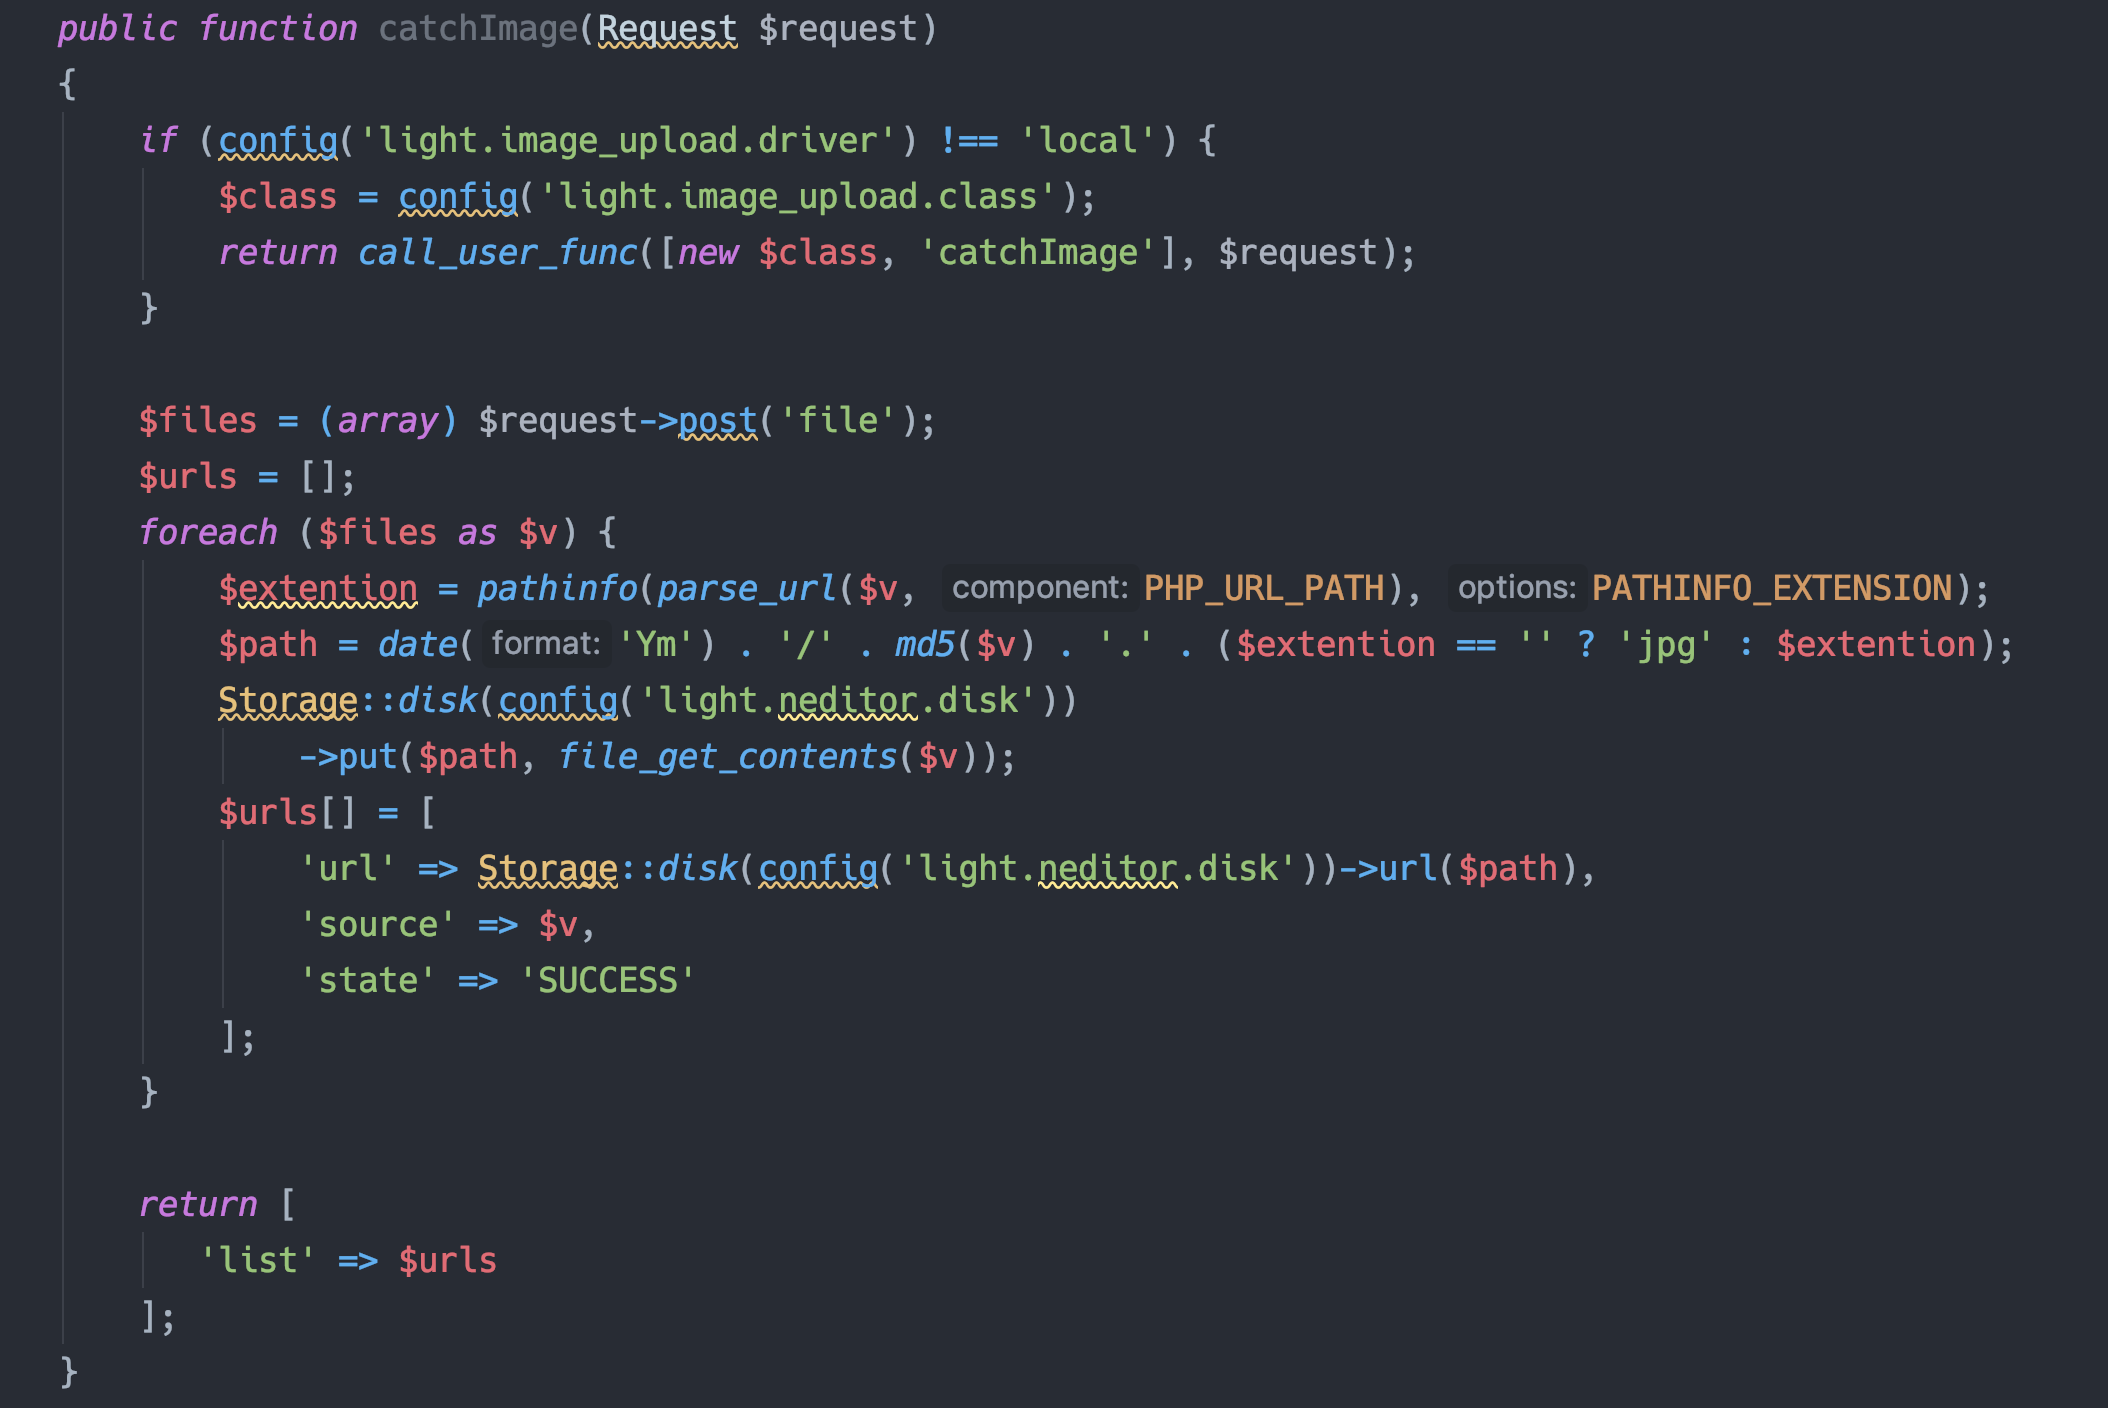 public function catchImage(Request $request)
{
    if (config('light.image_upload.driver') !== 'local') {
        $class = config('light.image_upload.class');
        return call_user_func([new $class, 'catchImage'], $request);
    }

    $files = (array) $request->post('file');
    $urls = [];
    foreach ($files as $v) {
        $extention = pathinfo(parse_url($v, component: PHP_URL_PATH), options: PATHINFO_EXTENSION);
        $path = date( format: 'Ym') . '/' . md5($v) . '.' . ($extention == '' ? 'jpg' : $extention);
        Storage::disk(config('light.neditor.disk'))
            ->put($path, file_get_contents($v));
        $urls[] = [
            'url' => Storage::disk(config('light.neditor.disk'))->url($path),
            'source' => $v,
            'state' => 'SUCCESS'
        ];
    }

    return [
       'list' => $urls
    ];
}